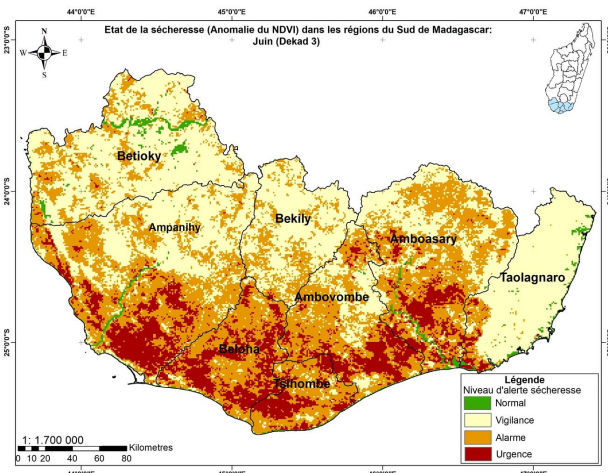 44°0'0"E 45°0'0"E 46°0'0"E 47°0'0"E
Etat de la sécheresse (Anomalie du NDVI) dans les régions du Sud de Madagascar:
Juin (Dekad 3)
23°0'0"S
N
W E
S
Betioky
24°0'0"S
Ampanihy
Bekily
Amboasary
Taolagnaro
Ambovombe
25°0'0"S
Beloha
Tsihombe
Légende
Niveau d'alerte sécheresse
Normal
Vigilance
Alarme
Urgence
1: 1.700 000
Kilometres
0 10 20 40 60 80